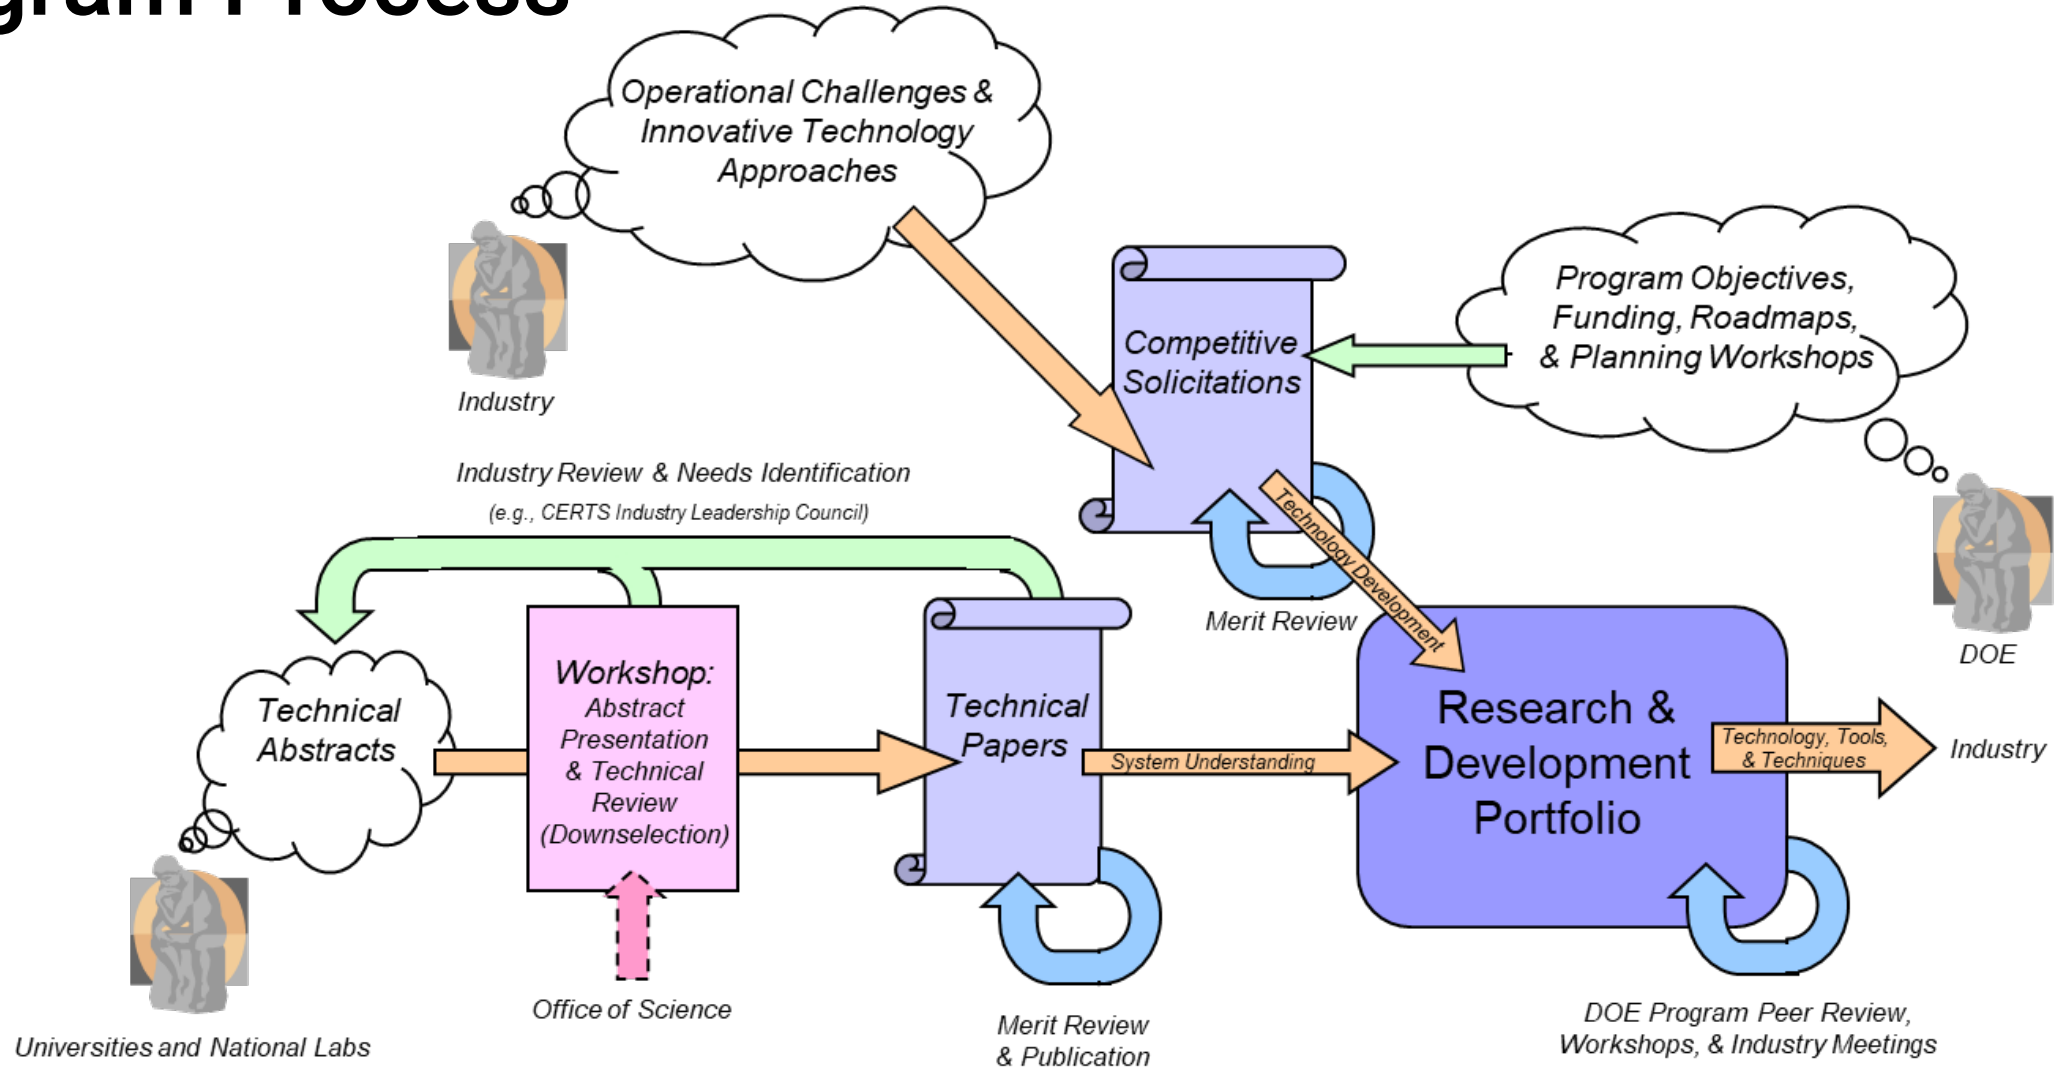 gram Process
Operational Challenges &
Innovative Technology
Approaches
Industry
Program Objectives,
Funding, Roadmaps,
& Planning Workshops
DOE
Competitive
Solicitations
Technology Development
Merit Review
Industry Review & Needs Identification
(e.g., CERTS Industry Leadership Council)
Technical
Abstracts
Universities and National Labs
Workshop:
Abstract
Presentation
& Technical
Review
(Downselection)
Office of Science
Technical
Papers
Merit Review
& Publication
System Understanding
Research &
Development
Portfolio
Technology, Tools,
& Techniques
Industry
DOE Program Peer Review,
Workshops, & Industry Meetings